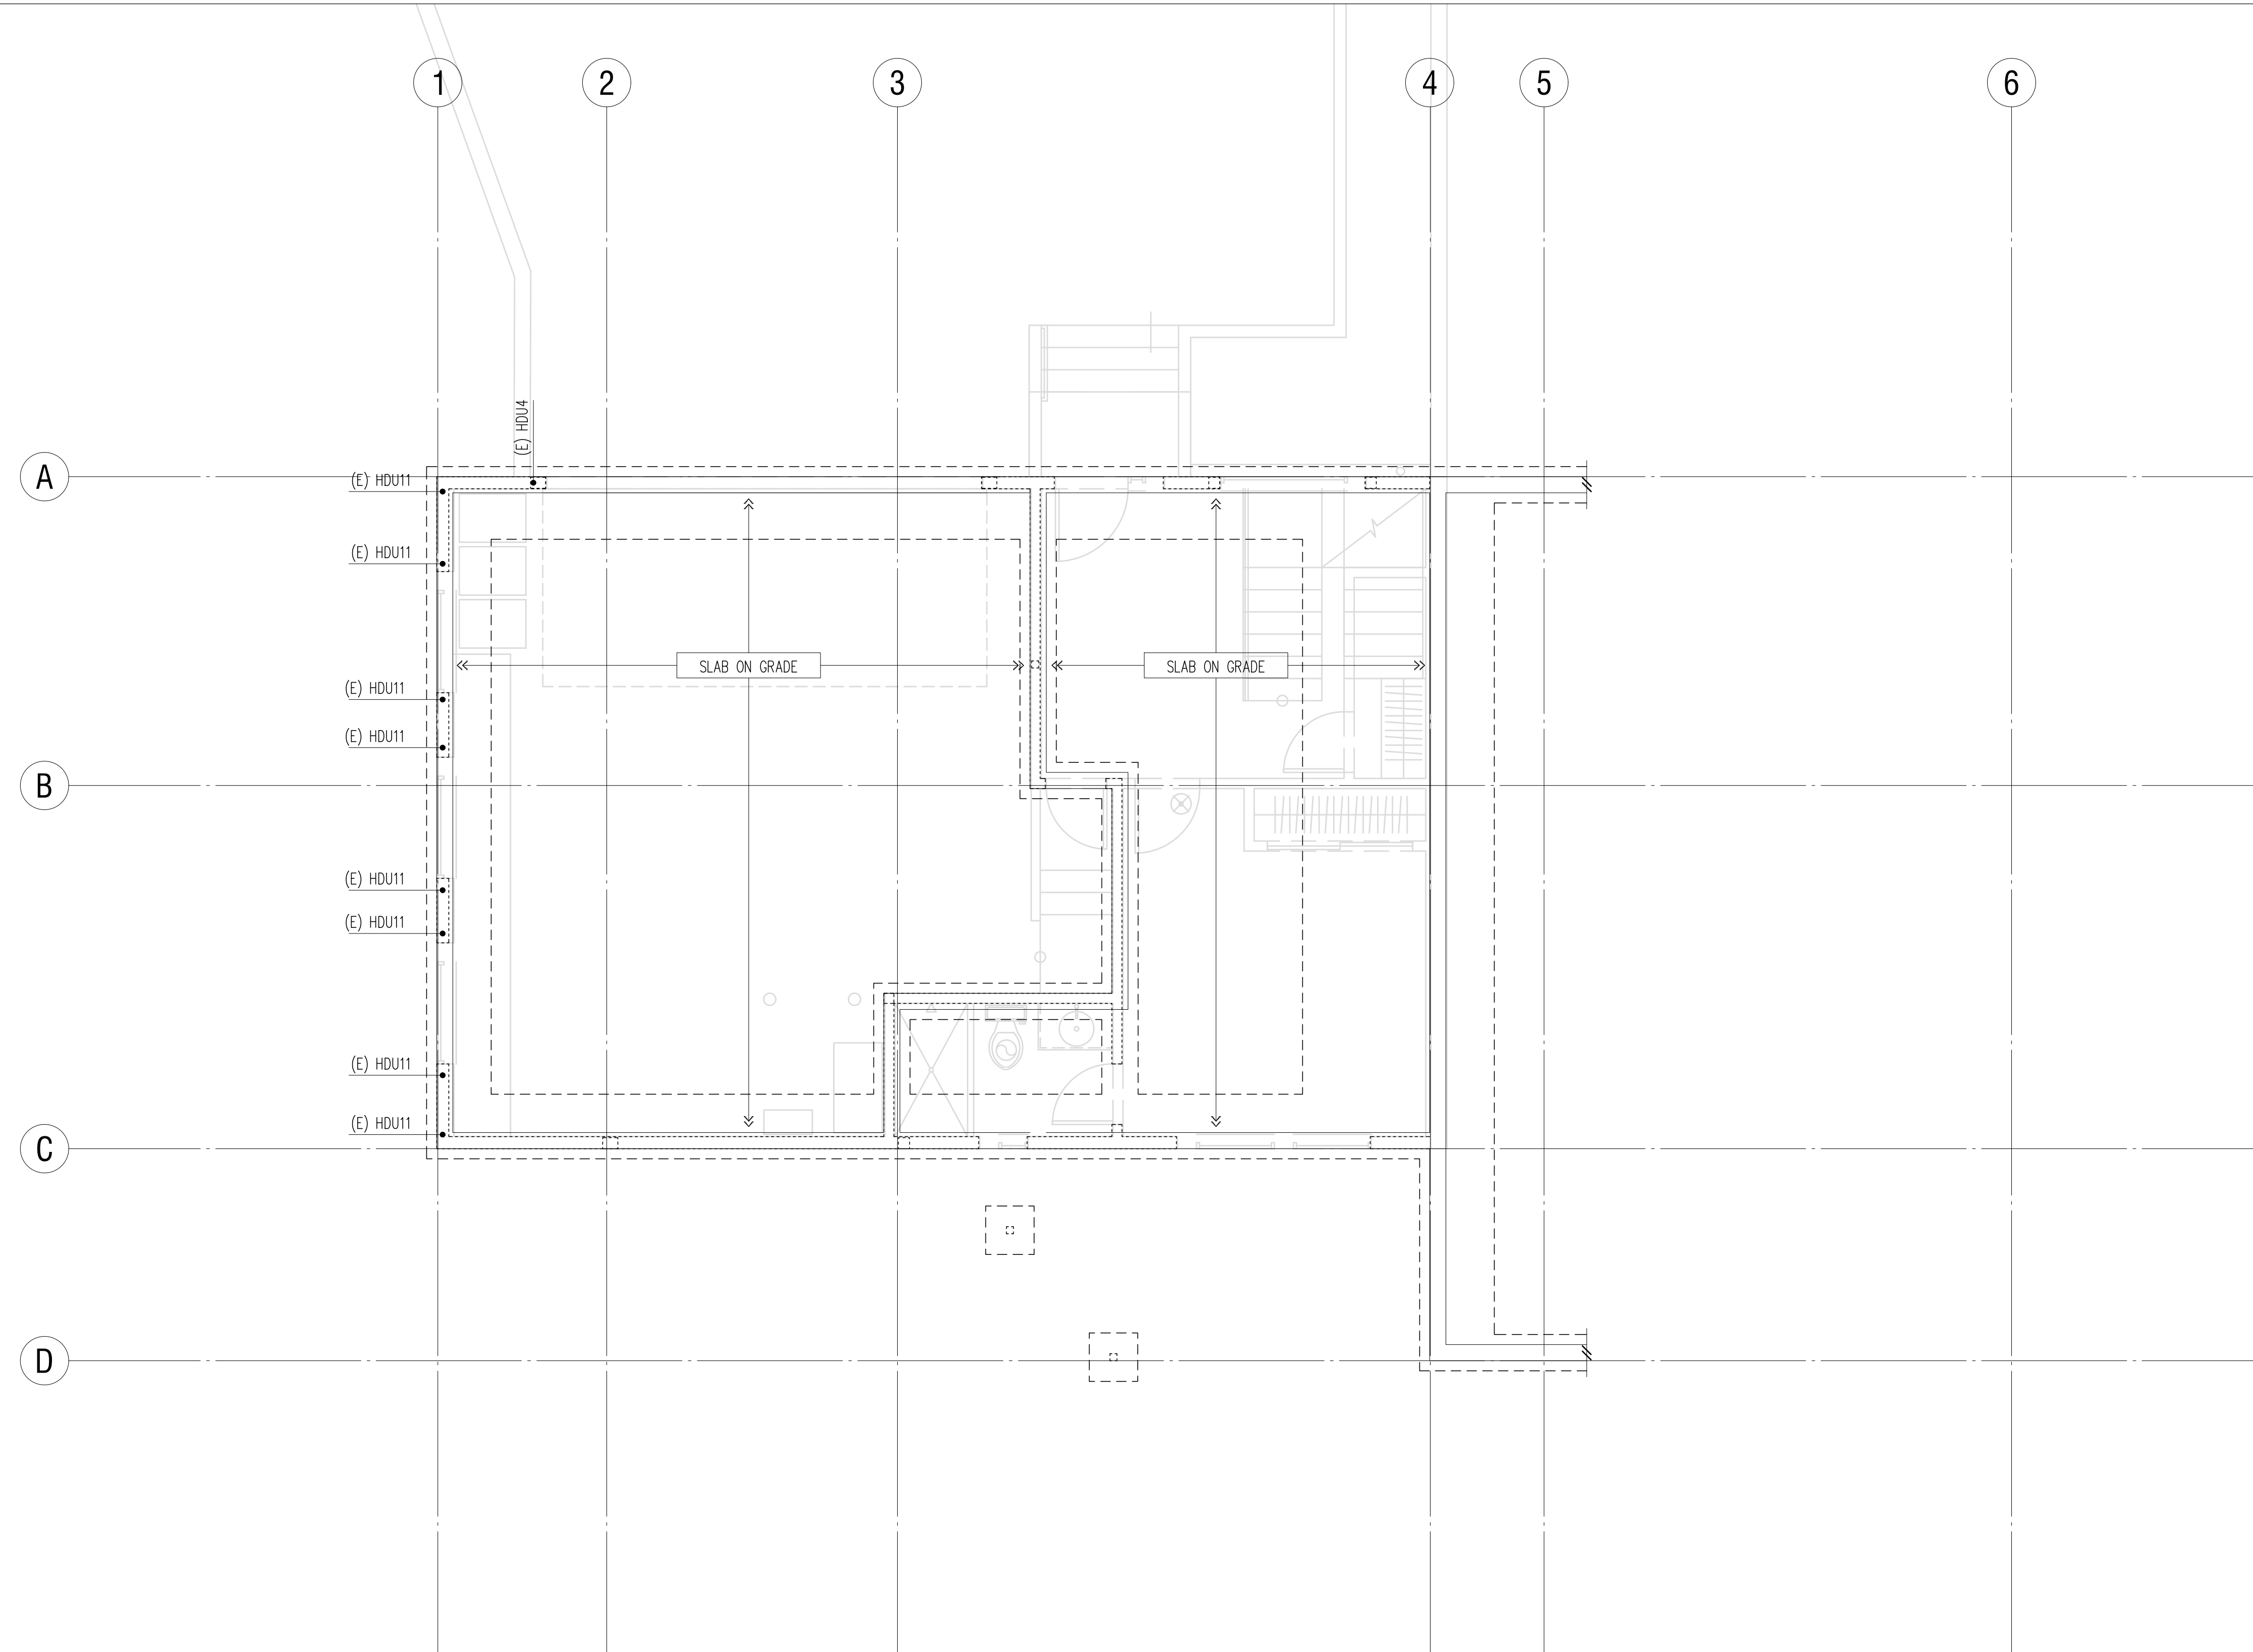 1 2 3 4 5 6
(E) HDU4
A
(E) HDU11
(E) HDU11
SLAB ON GRADE SLAB ON GRADE
(E) HDU11
(E) HDU11
B
(E) HDU11
(E) HDU11
(E) HDU11
(E) HDU11
C
D